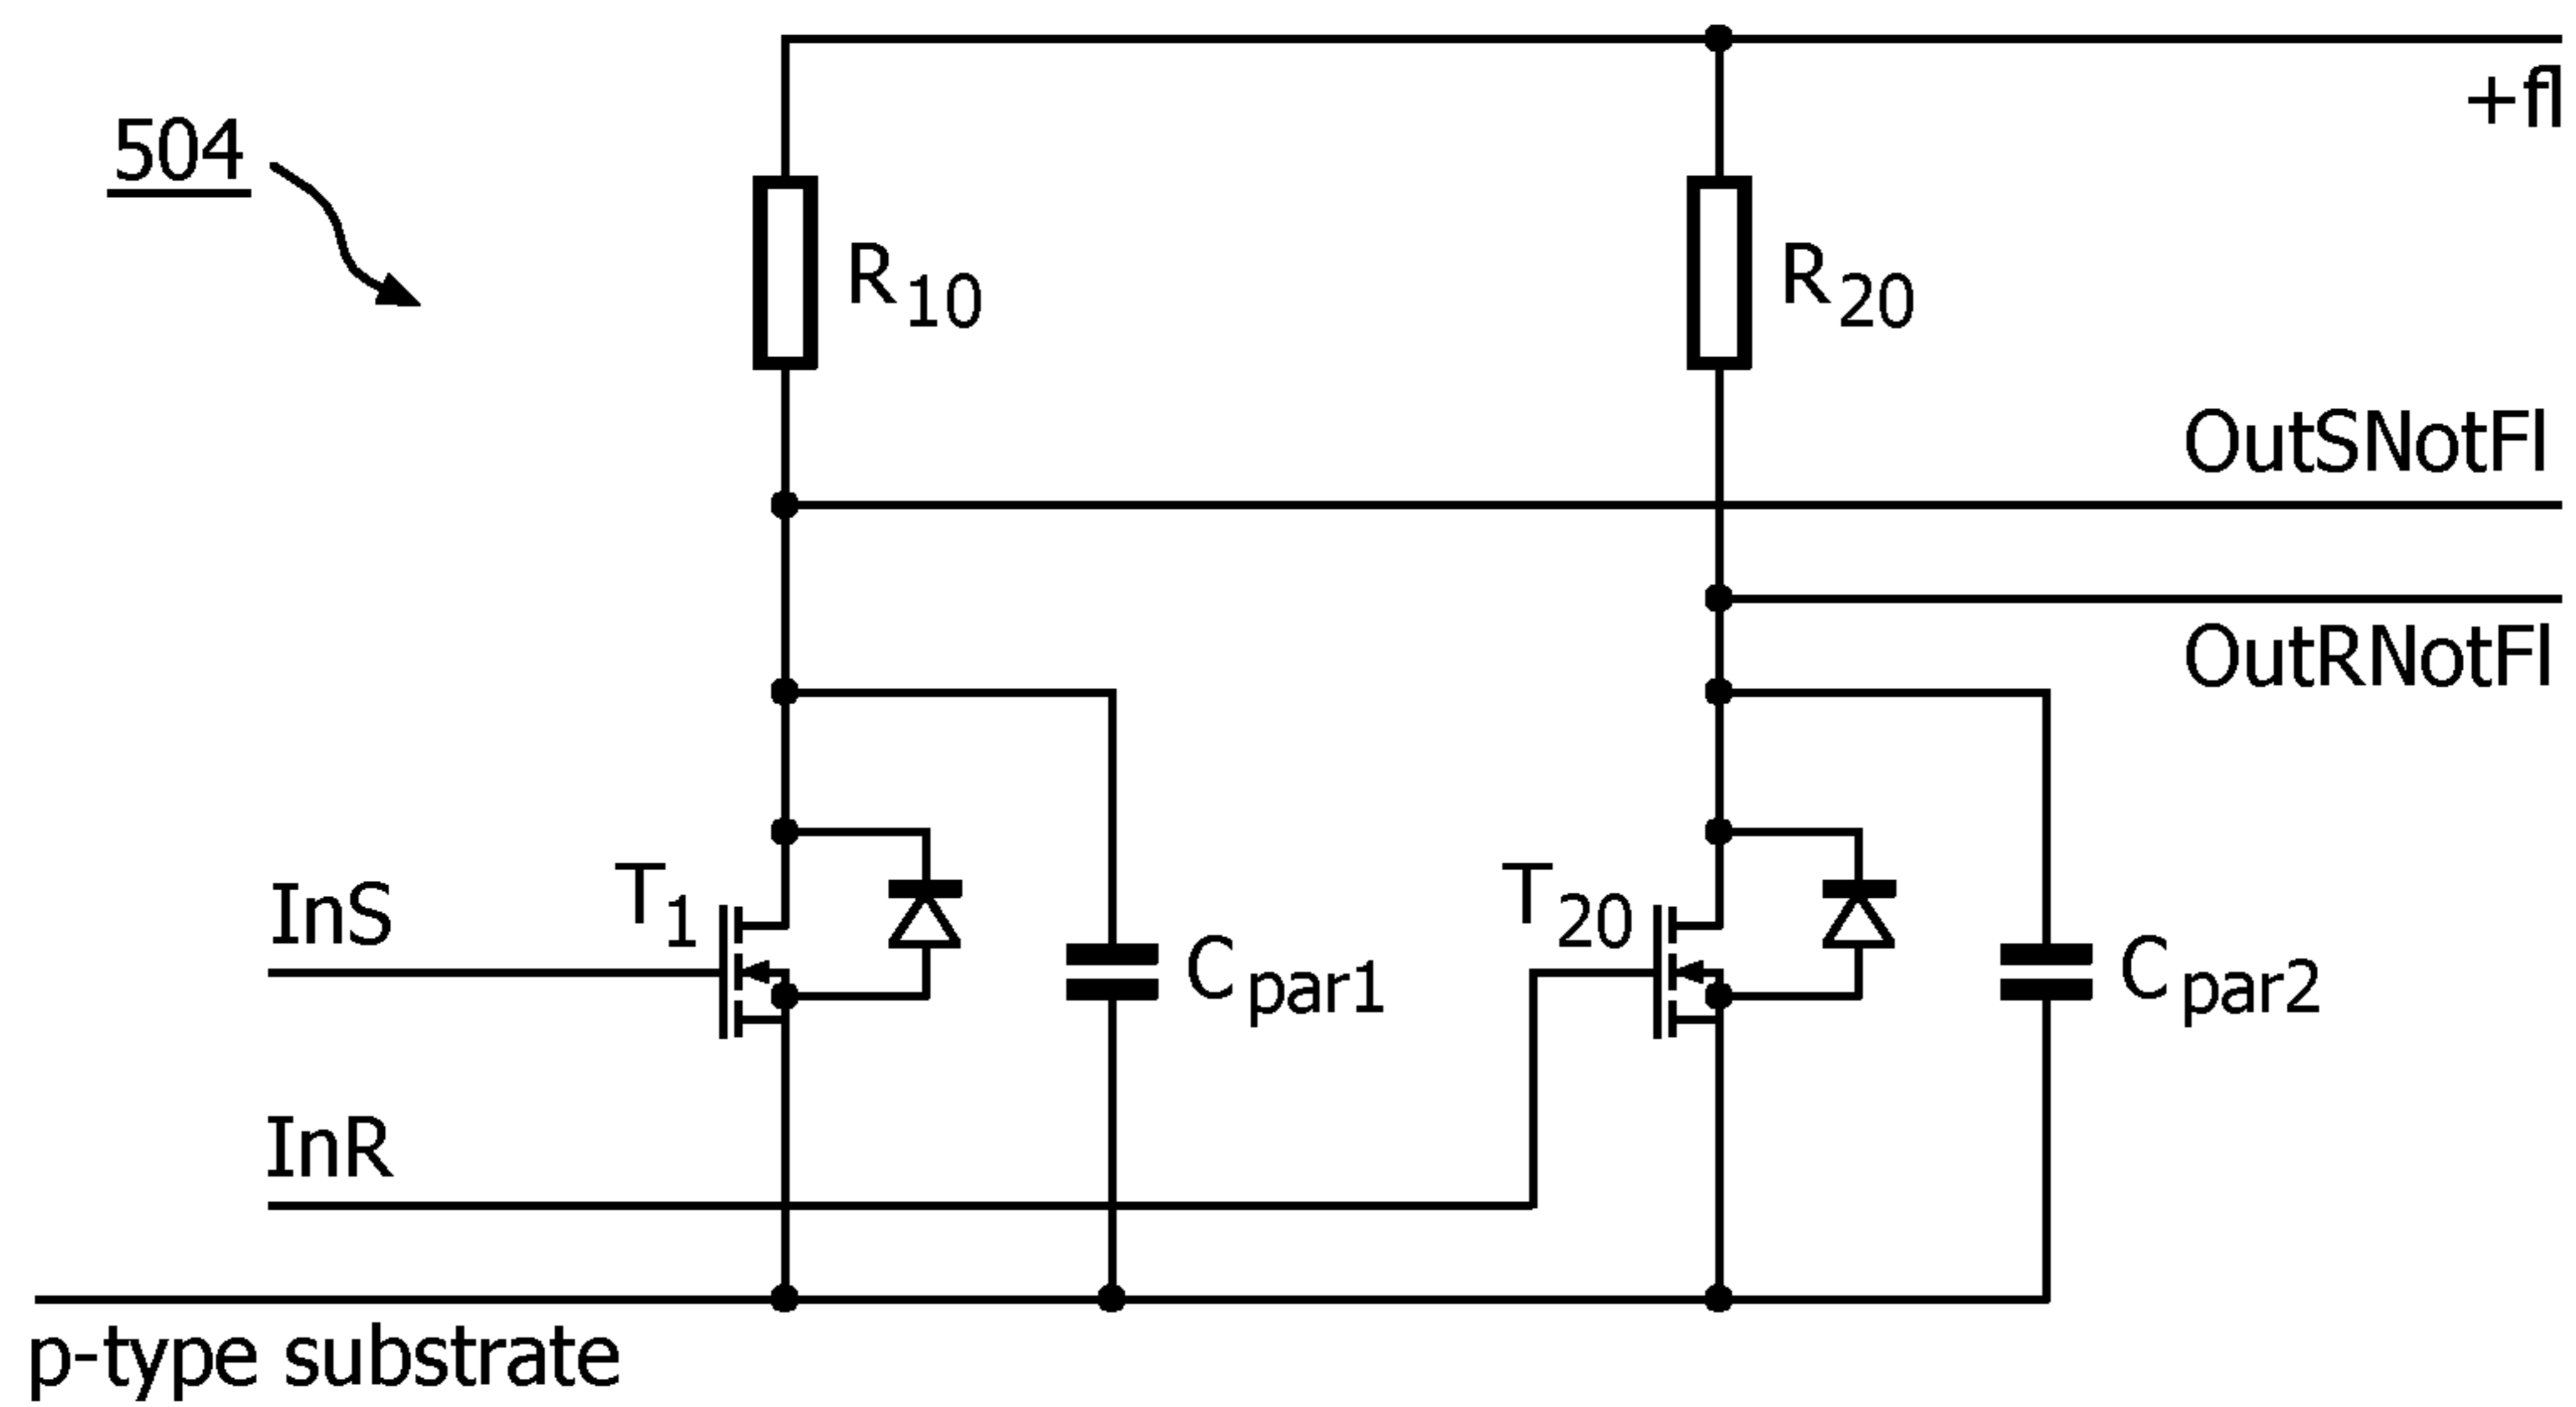 504
+fl
R10
R20
OutSNotFl
OutRNotFl
InS
T1
Cpar1
T20
Cpar2
InR
p-type substrate